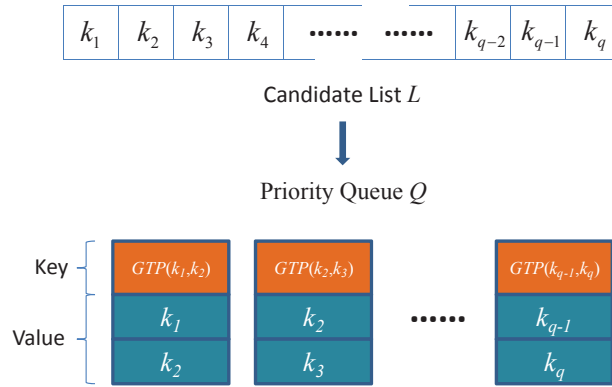 k1 k2 k3 k4 ...... ...... kq−2 kq−1 kq
Candidate List L
Priority Queue Q
Key GTP(k1,k2) GTP(k2,k3) GTP(kq-1,kq)
Value k1 k2 ...... kq-1
k2 k3 kq